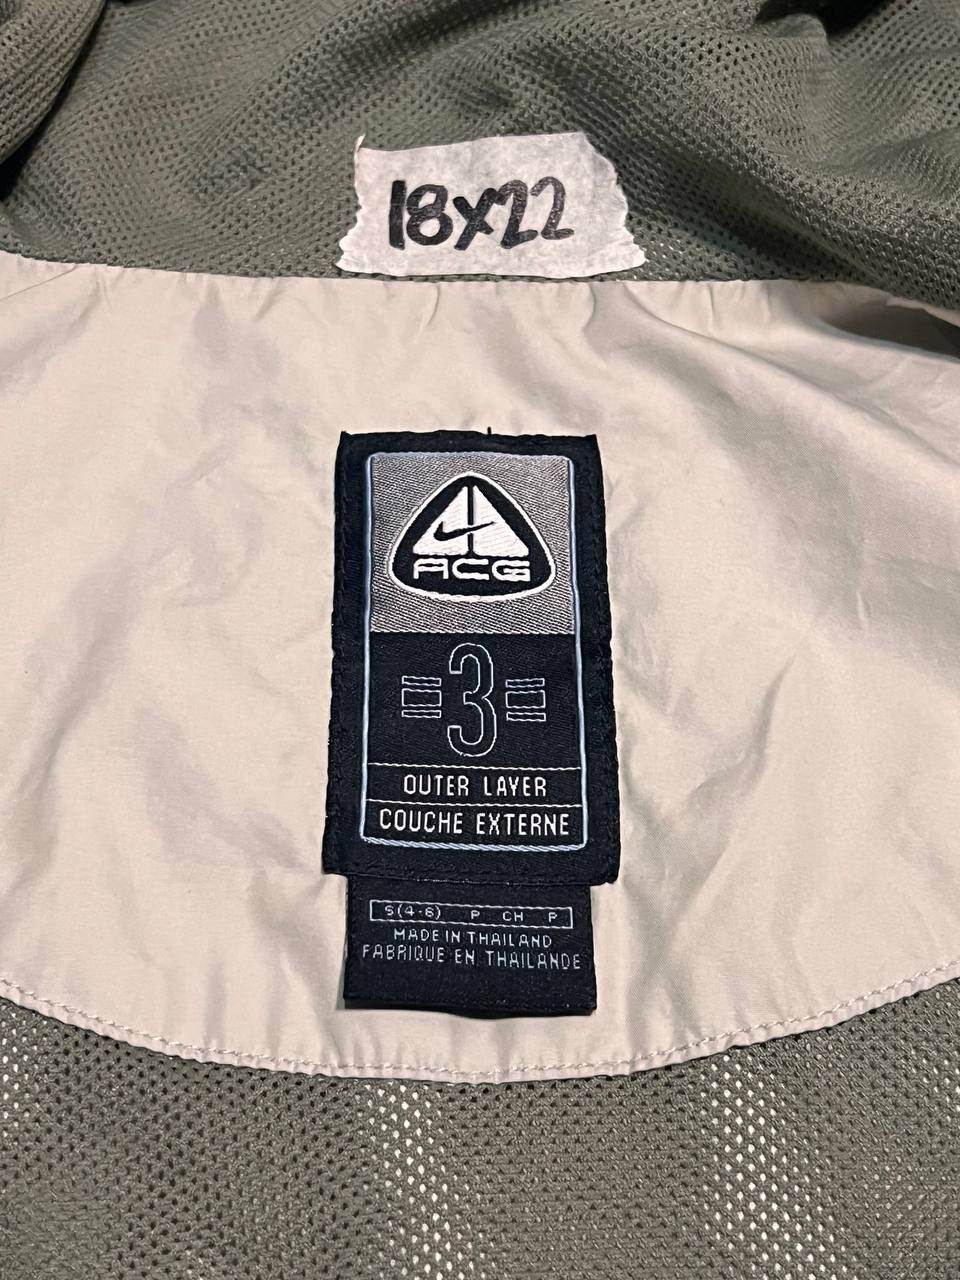 18x22
ACG
3
OUTER LAYER
COUCHE EXTERNE
S(4-6) P CH P
MADE IN THAILAND
FABRIQUE EN THAILANDE